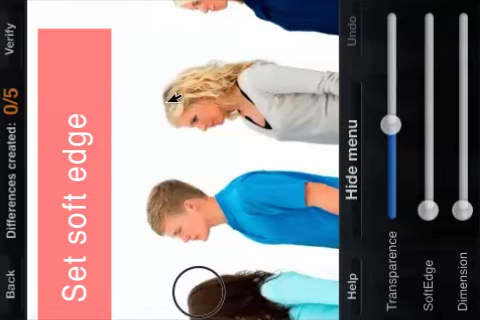 Back
Differences created: 0/5
Verify
Set soft edge
Help
Hide menu
Undo
Transparence
SoftEdge
Dimension